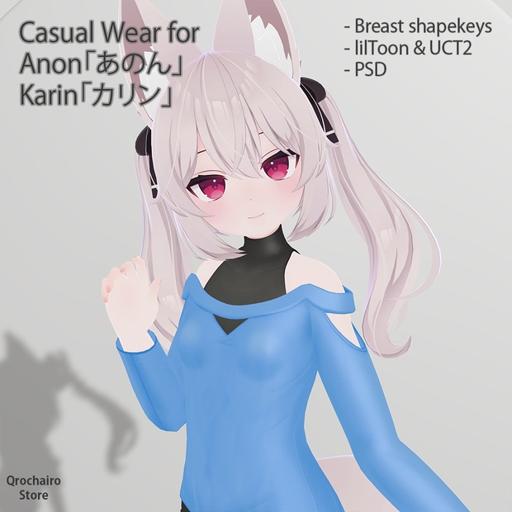 Casual Wear for
Anon「あのん」
Karin「カリン」
- Breast shapekeys
- lilToon & UCT2
- PSD
Qrochairo
Store